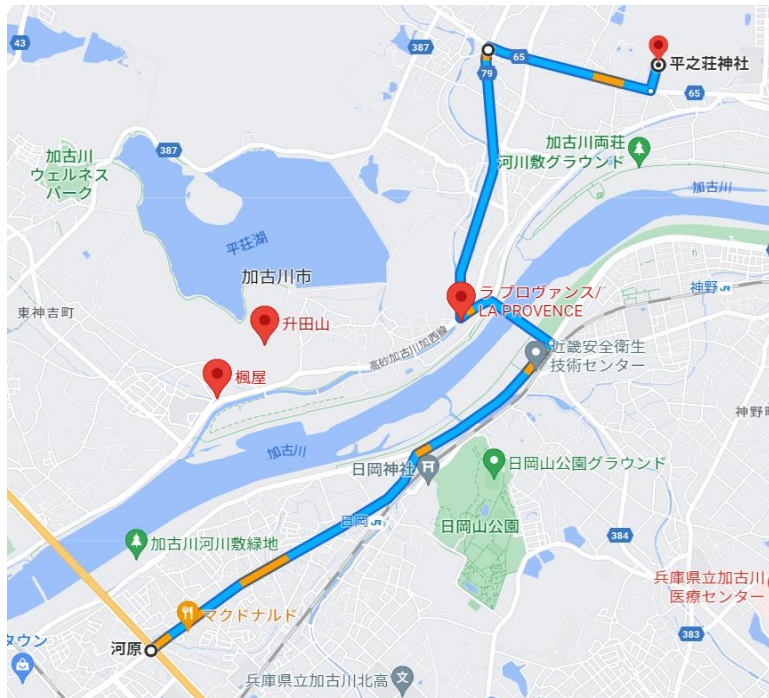 43
387
65
79
平之荘神社
65
加古川両荘
河川敷グラウンド
加古川
ウェルネス
パーク
387
加古川
平荘湖
加古川市
東神吉町
升田山
ラ プロヴァンス/
LA PROVENCE
神野
JR
高砂加古川加西線
近畿安全衛生
技術センター
楓屋
神野町
加古川
日岡神社
日岡山公園グラウンド
日岡
JR
日岡山公園
384
加古川河川敷緑地
兵庫県立加古川
医療センター
マクドナルド
383
タウン
河原
兵庫県立加古川北高
文